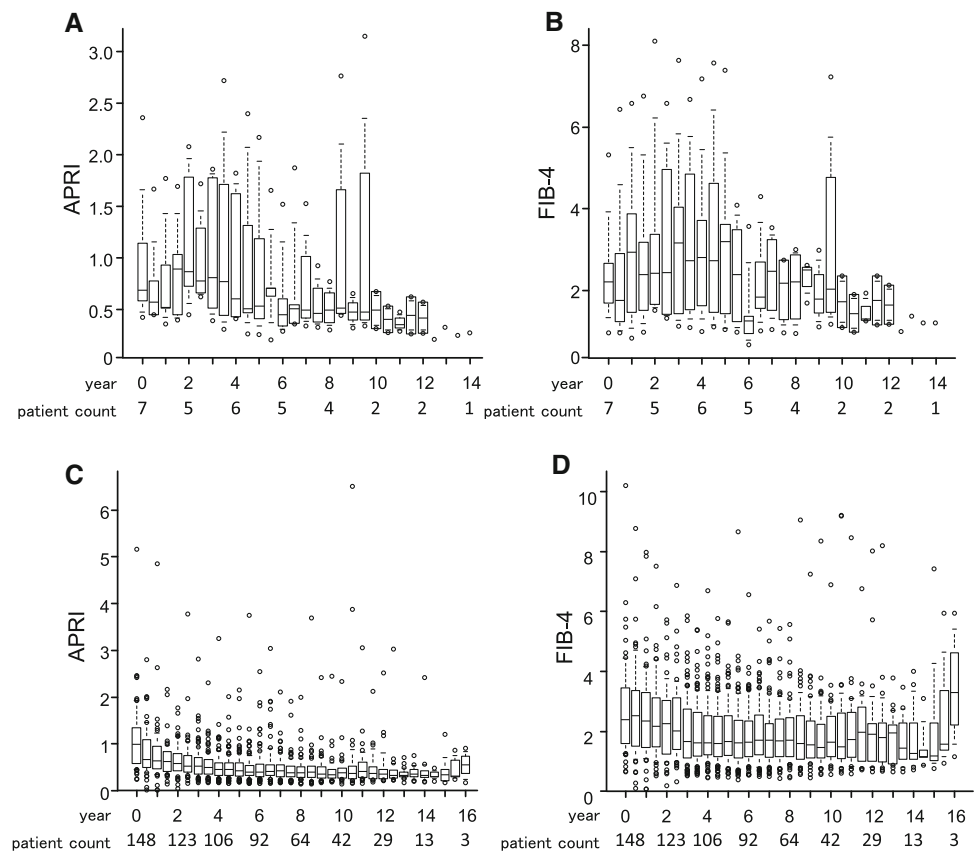 A
APRI
3.0
2.5
2.0
1.5
1.0
0.5
0
year 0 2 4 6 8 10 12 14
patient count 7 5 6 5 4 2 2 1
B
FIB-4
8
6
4
2
0
year 0 2 4 6 8 10 12 14
patient count 7 5 6 5 4 2 2 1
C
APRI
6
5
4
3
2
1
0
year 0 2 4 6 8 10 12 14 16
patient count 148 123 106 92 64 42 29 13 3
D
FIB-4
10
8
6
4
2
0
year 0 2 4 6 8 10 12 14 16
patient count 148 123 106 92 64 42 29 13 3